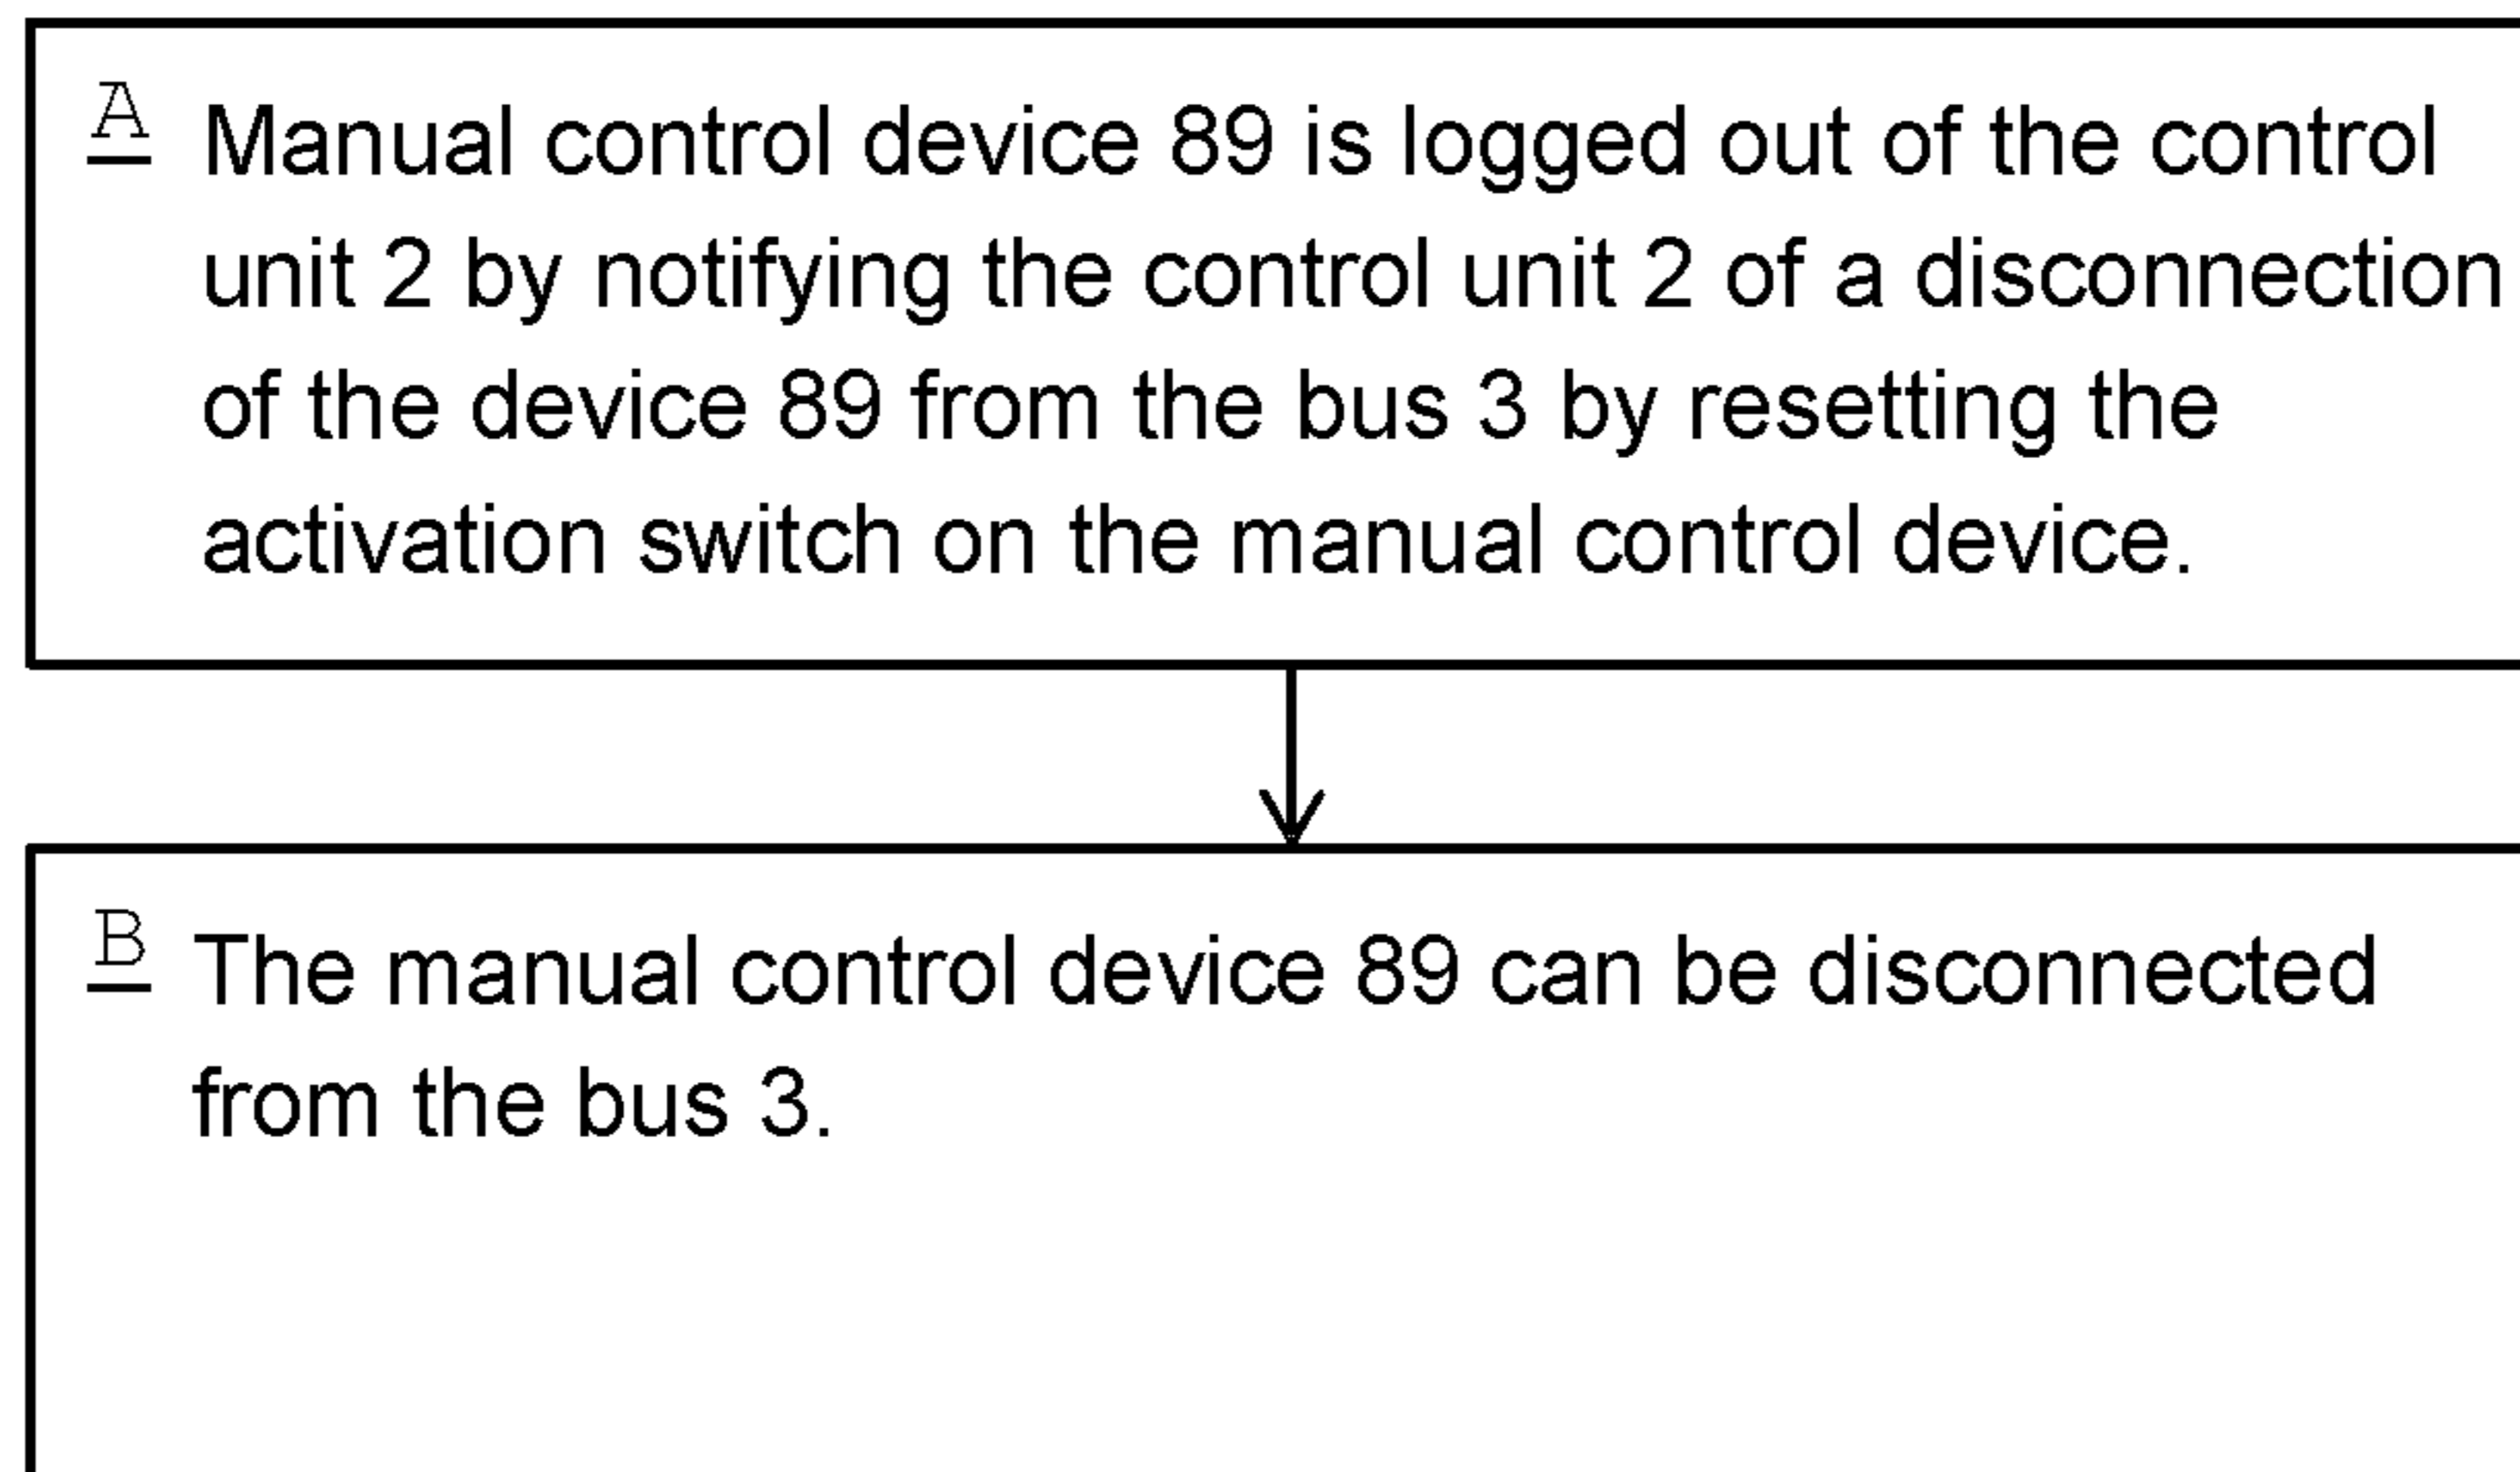 A Manual control device 89 is logged out of the control
unit 2 by notifying the control unit 2 of a disconnection
of the device 89 from the bus 3 by resetting the
activation switch on the manual control device.
B The manual control device 89 can be disconnected
from the bus 3.